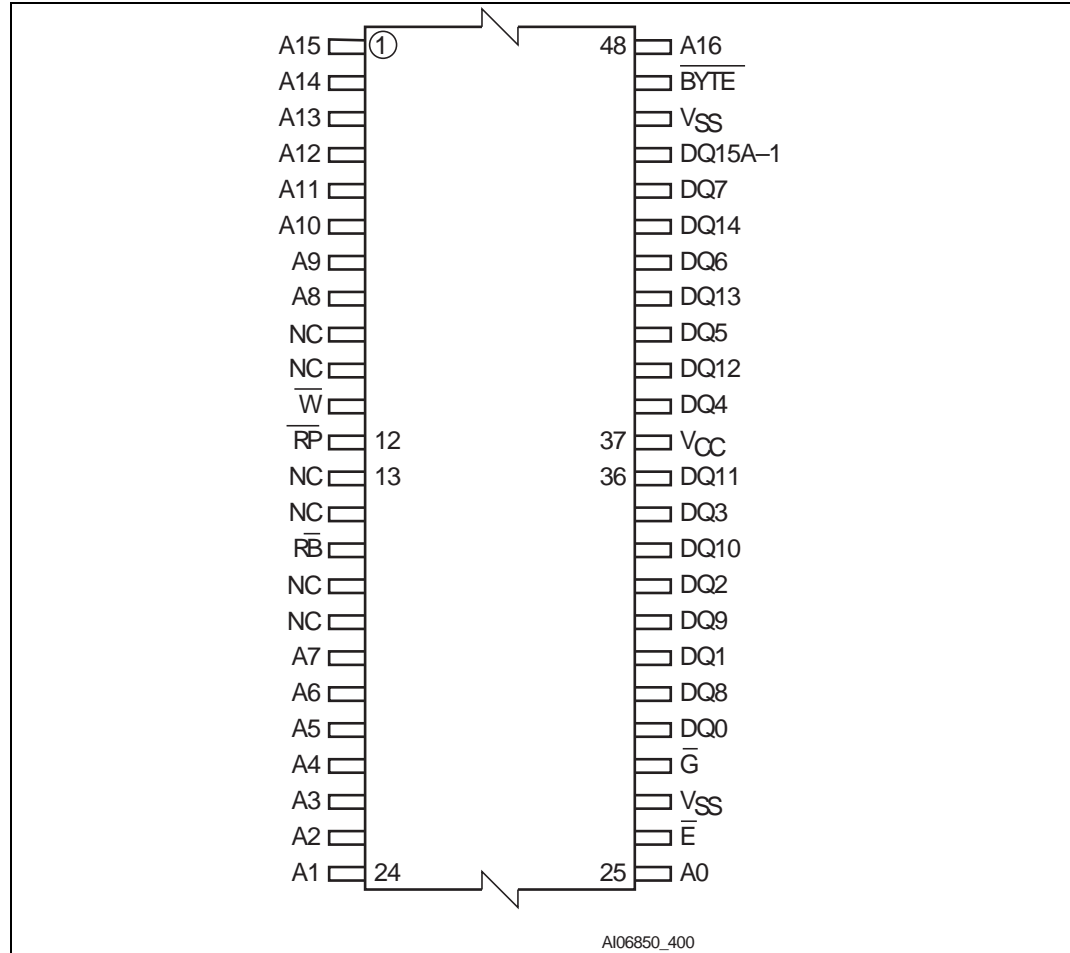 A15 1 48 A16
A14 B̅Y̅T̅E̅
A13 VSS
A12 DQ15A–1
A11 DQ7
A10 DQ14
A9 DQ6
A8 DQ13
NC DQ5
NC DQ12
W̅ DQ4
R̅P̅ 12 37 VCC
NC 13 36 DQ11
NC DQ3
RB̅ DQ10
NC DQ2
NC DQ9
A7 DQ1
A6 DQ8
A5 DQ0
A4 G̅
A3 VSS
A2 E̅
A1 24 25 A0
AI06850_400